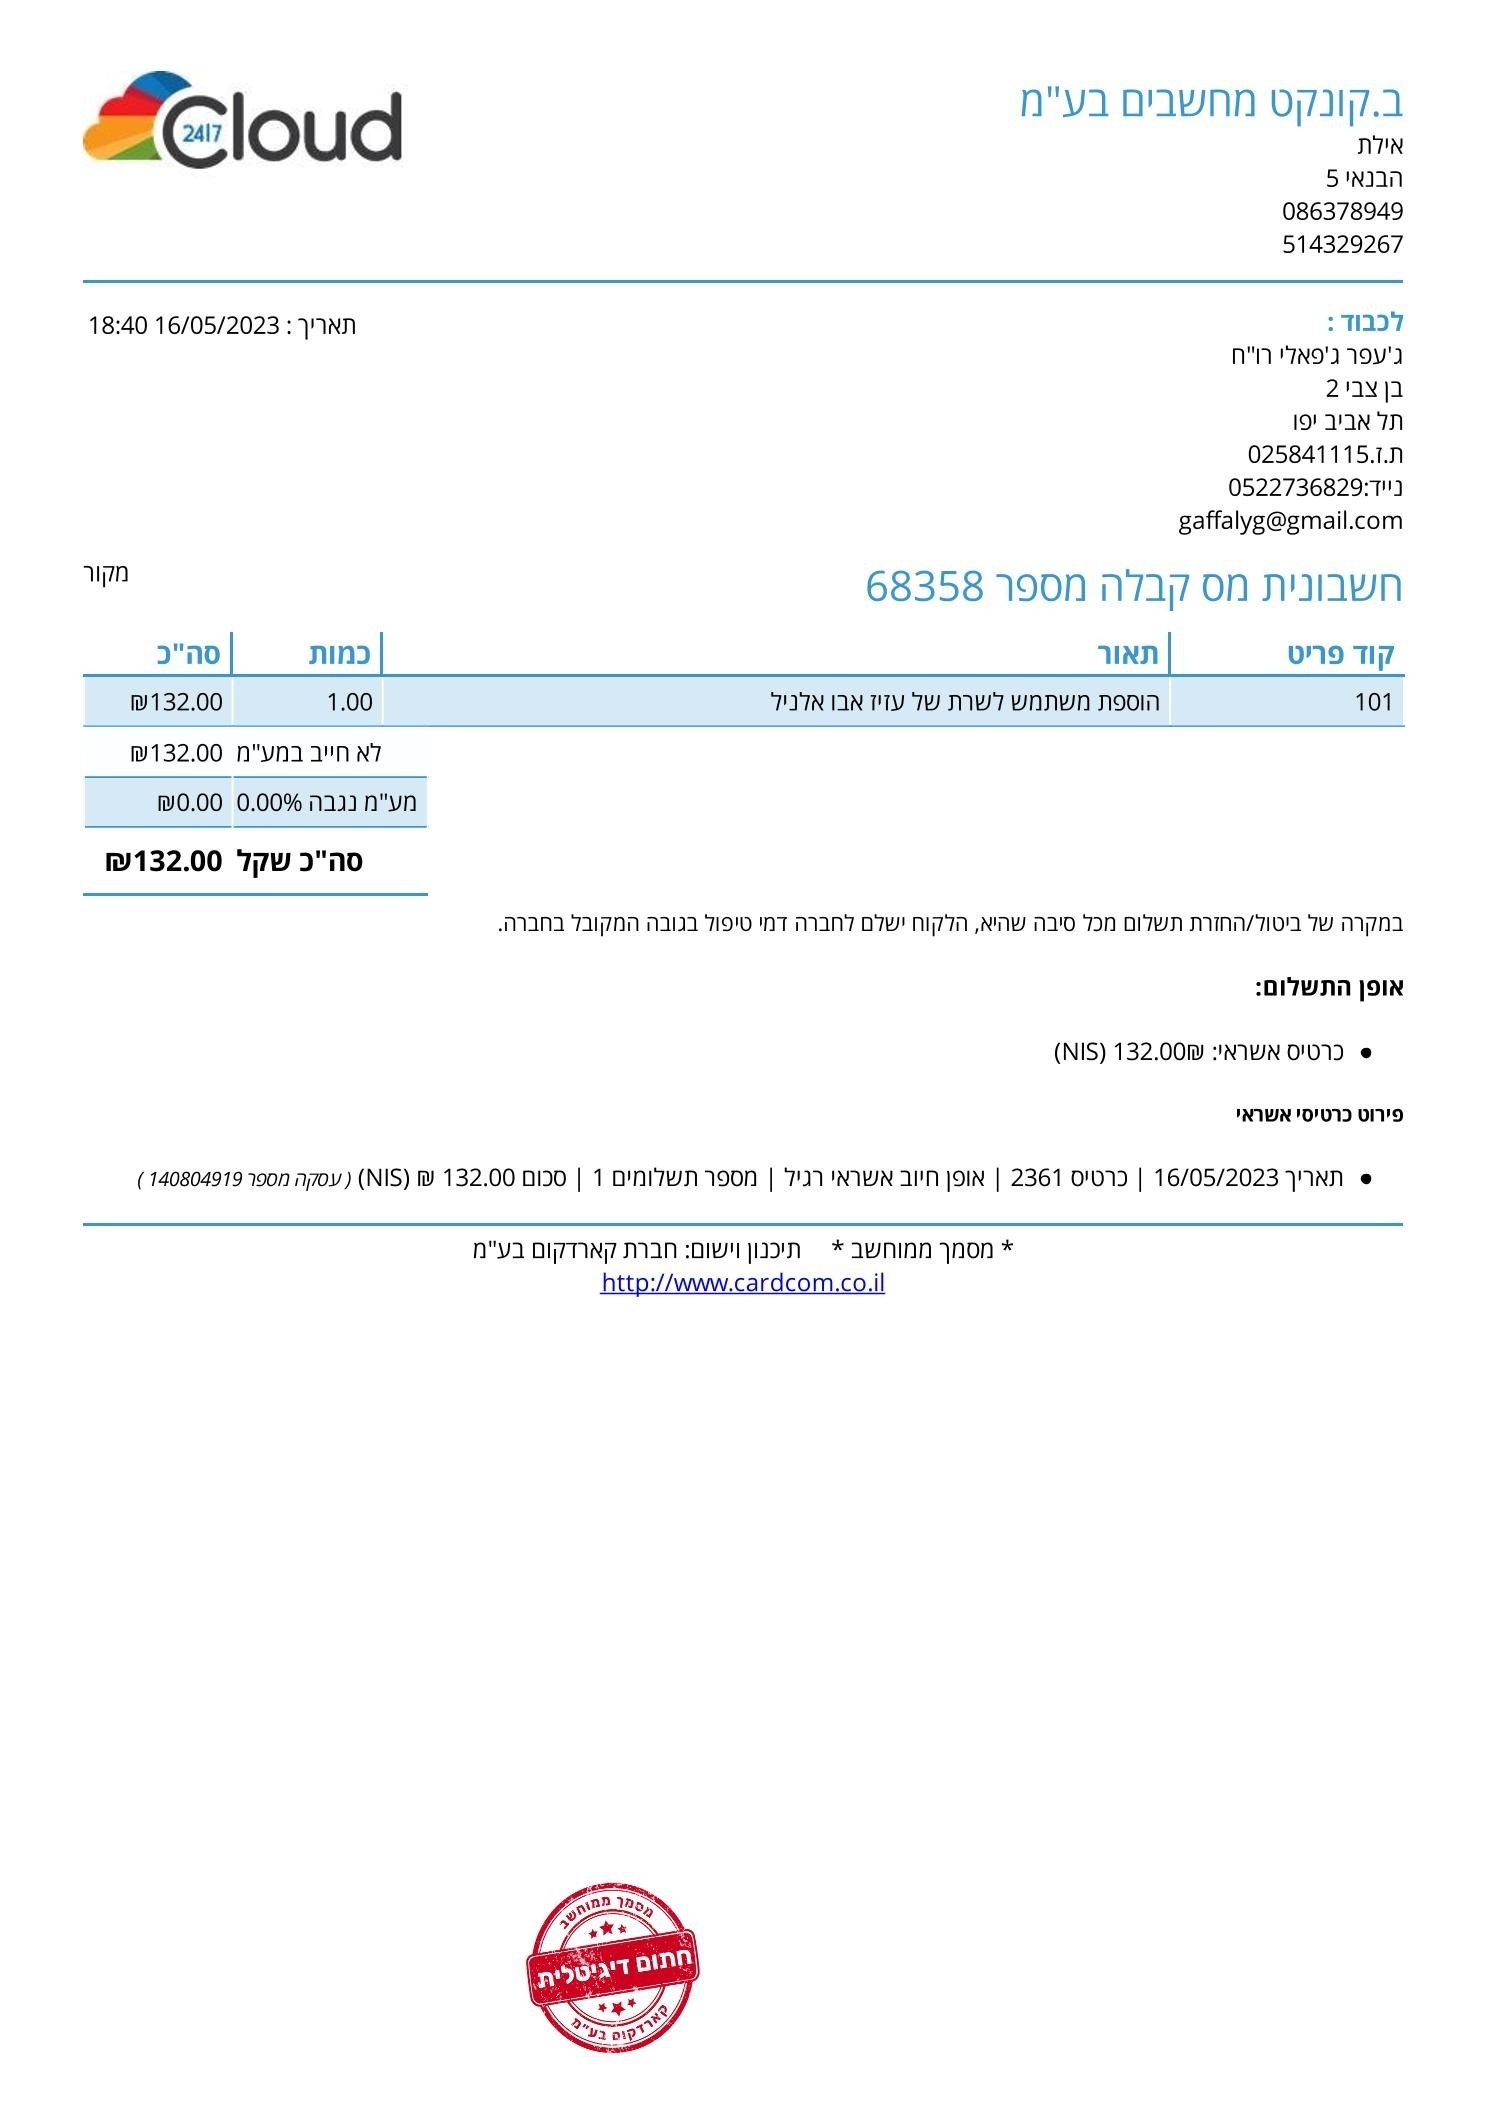 24|7 Cloud
ב.קונקט מחשבים בע"מ
אילת
הבנאי 5
086378949
514329267
תאריך : 16/05/2023 18:40
לכבוד :
ג'עפר ג'פאלי רו"ח
בן צבי 2
תל אביב יפו
ת.ז.025841115
נייד:0522736829
gaffalyg@gmail.com
חשבונית מס קבלה מספר 68358
מקור
קוד פריט תאור כמות סה"כ
101 הוספת משתמש לשרת של עזיז אבו אלניל 1.00 ₪132.00
לא חייב במע"מ ₪132.00
מע"מ נגבה 0.00% ₪0.00
סה"כ שקל ₪132.00
במקרה של ביטול/החזרת תשלום מכל סיבה שהיא, הלקוח ישלם לחברה דמי טיפול בגובה המקובל בחברה.
אופן התשלום:
• כרטיס אשראי: ₪132.00 (NIS)
פירוט כרטיסי אשראי
• תאריך 16/05/2023 | כרטיס 2361 | אופן חיוב אשראי רגיל | מספר תשלומים 1 | סכום 132.00 ₪ (NIS) ( עסקה מספר 140804919 )
* מסמך ממוחשב * תיכנון וישום: חברת קארדקום בע"מ
http://www.cardcom.co.il
מסמך ממוחשב
חתום דיגיטלית
קארדקום בע"מ